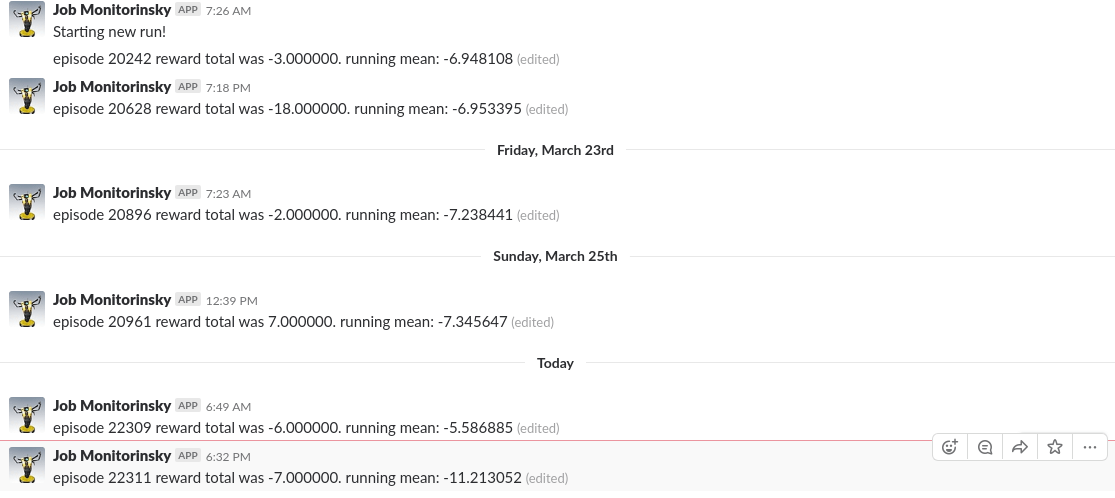 Job Monitorinsky APP 7:26 AM
Starting new run!
episode 20242 reward total was -3.000000. running mean: -6.948108 (edited)
Job Monitorinsky APP 7:18 PM
episode 20628 reward total was -18.000000. running mean: -6.953395 (edited)
Friday, March 23rd
Job Monitorinsky APP 7:23 AM
episode 20896 reward total was -2.000000. running mean: -7.238441 (edited)
Sunday, March 25th
Job Monitorinsky APP 12:39 PM
episode 20961 reward total was 7.000000. running mean: -7.345647 (edited)
Today
Job Monitorinsky APP 6:49 AM
episode 22309 reward total was -6.000000. running mean: -5.586885 (edited)
Job Monitorinsky APP 6:32 PM
episode 22311 reward total was -7.000000. running mean: -11.213052 (edited)